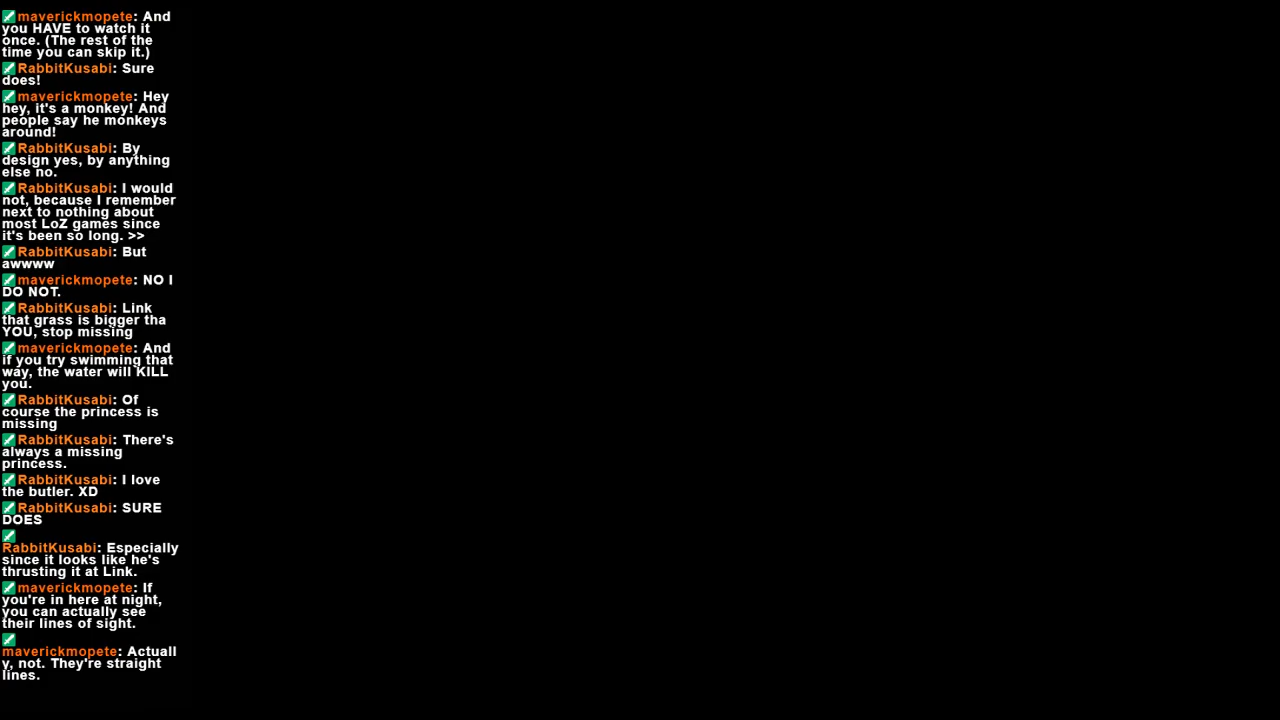 maverickmopete: And
you HAVE to watch it
once. (The rest of the
time you can skip it.)
RabbitKusabi: Sure
does!
maverickmopete: Hey
hey, it's a monkey! And
people say he monkeys
around!
RabbitKusabi: By
design yes, by anything
else no.
RabbitKusabi: I would
not, because I remember
next to nothing about
most LoZ games since
it's been so long. >>
RabbitKusabi: But
awwww
maverickmopete: NO I
DO NOT.
RabbitKusabi: Link
that grass is bigger tha
YOU, stop missing
maverickmopete: And
if you try swimming that
way, the water will KILL
you.
RabbitKusabi: Of
course the princess is
missing
RabbitKusabi: There's
always a missing
princess.
RabbitKusabi: I love
the butler. XD
RabbitKusabi: SURE
DOES
RabbitKusabi: Especially
since it looks like he's
thrusting it at Link.
maverickmopete: If
you're in here at night,
you can actually see
their lines of sight.
maverickmopete: Actuall
y, not. They're straight
lines.